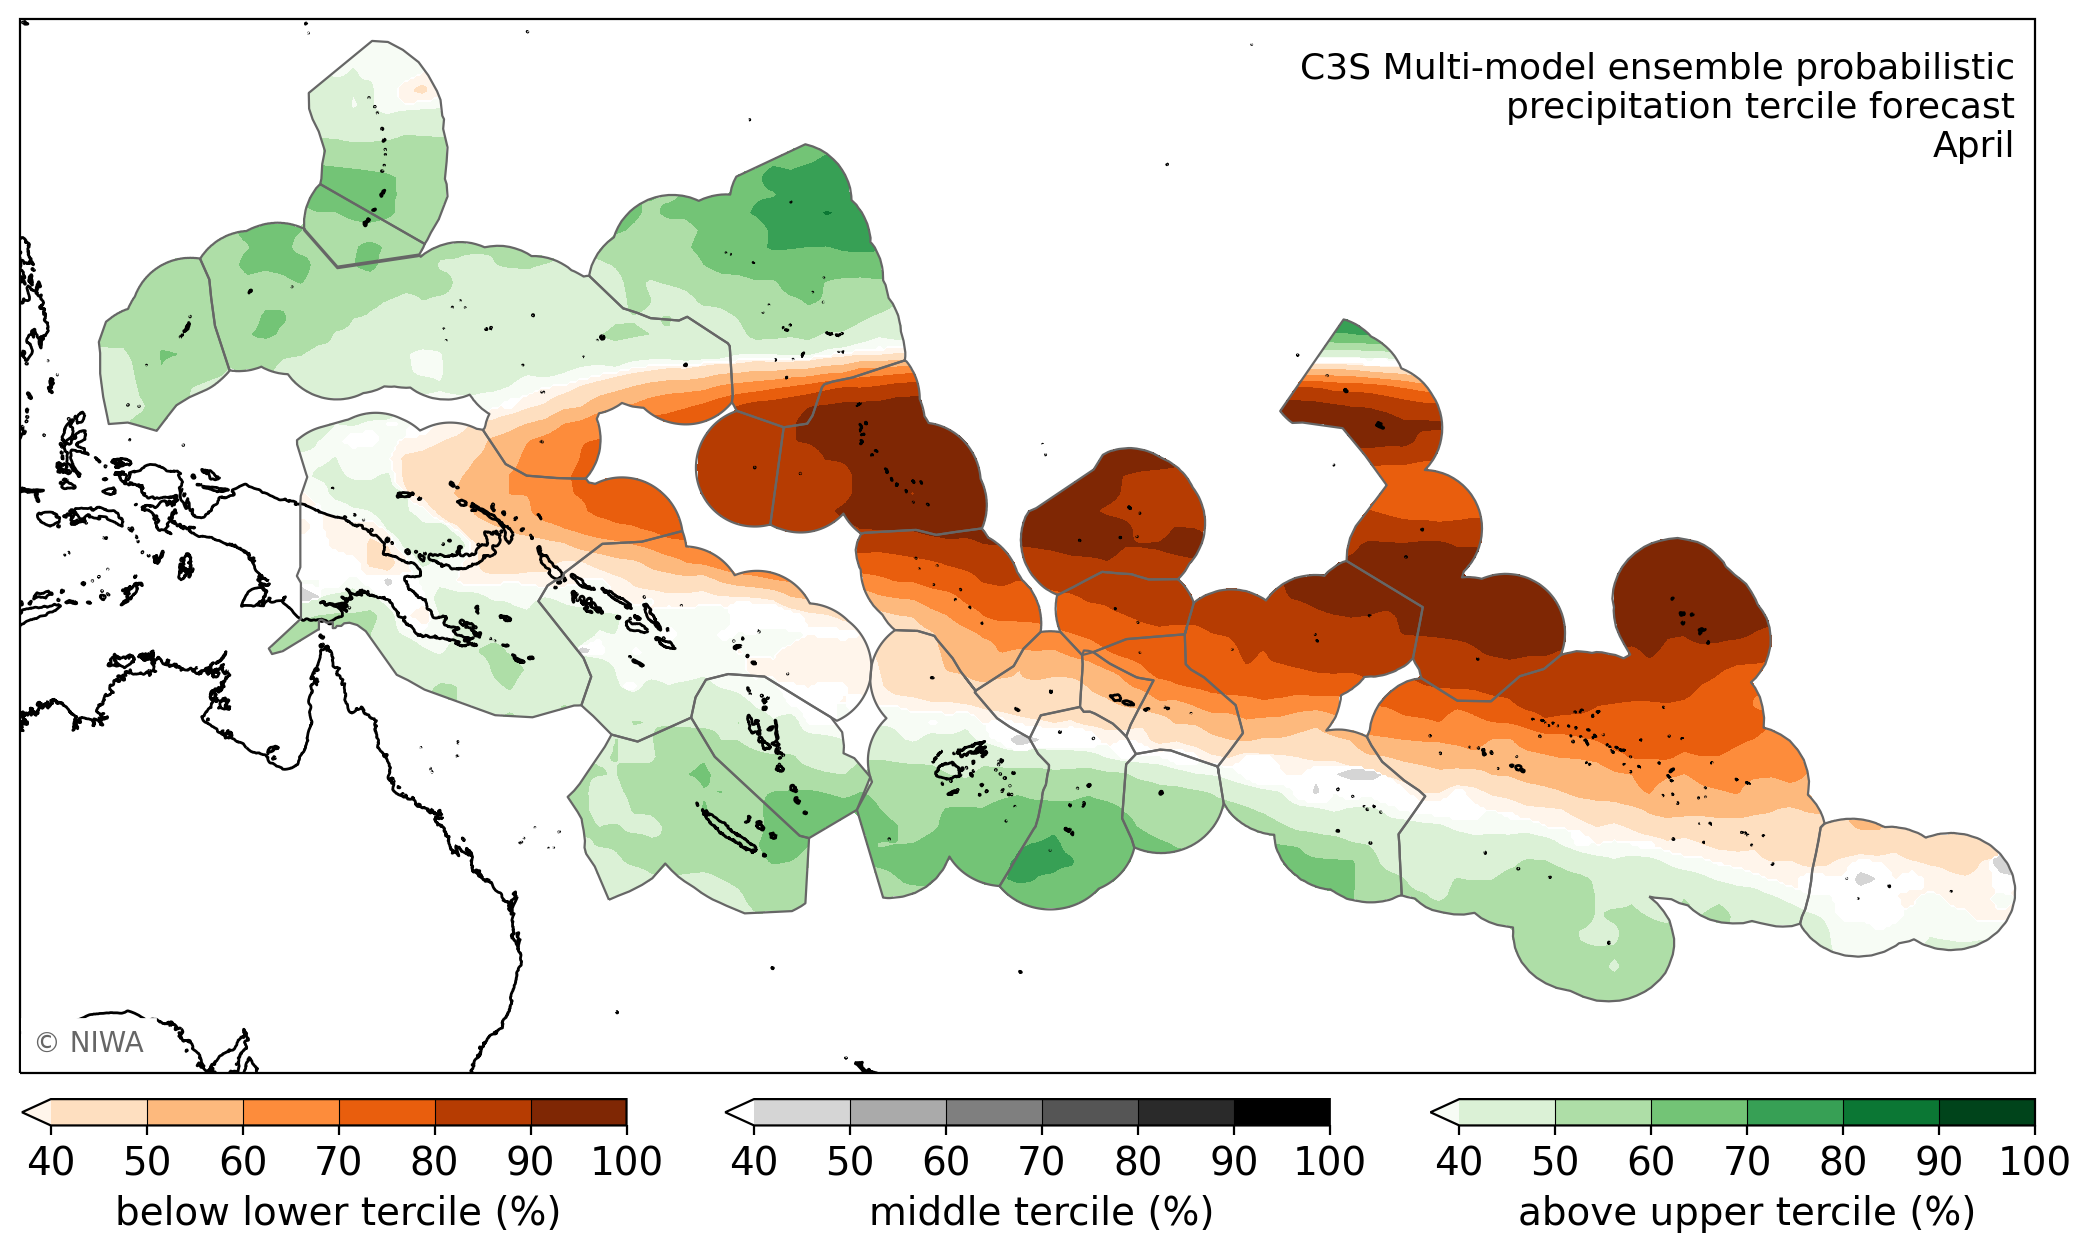 C3S Multi-model ensemble probabilistic
precipitation tercile forecast
April
© NIWA
40 50 60 70 80 90 100
below lower tercile (%)
40 50 60 70 80 90 100
middle tercile (%)
40 50 60 70 80 90 100
above upper tercile (%)